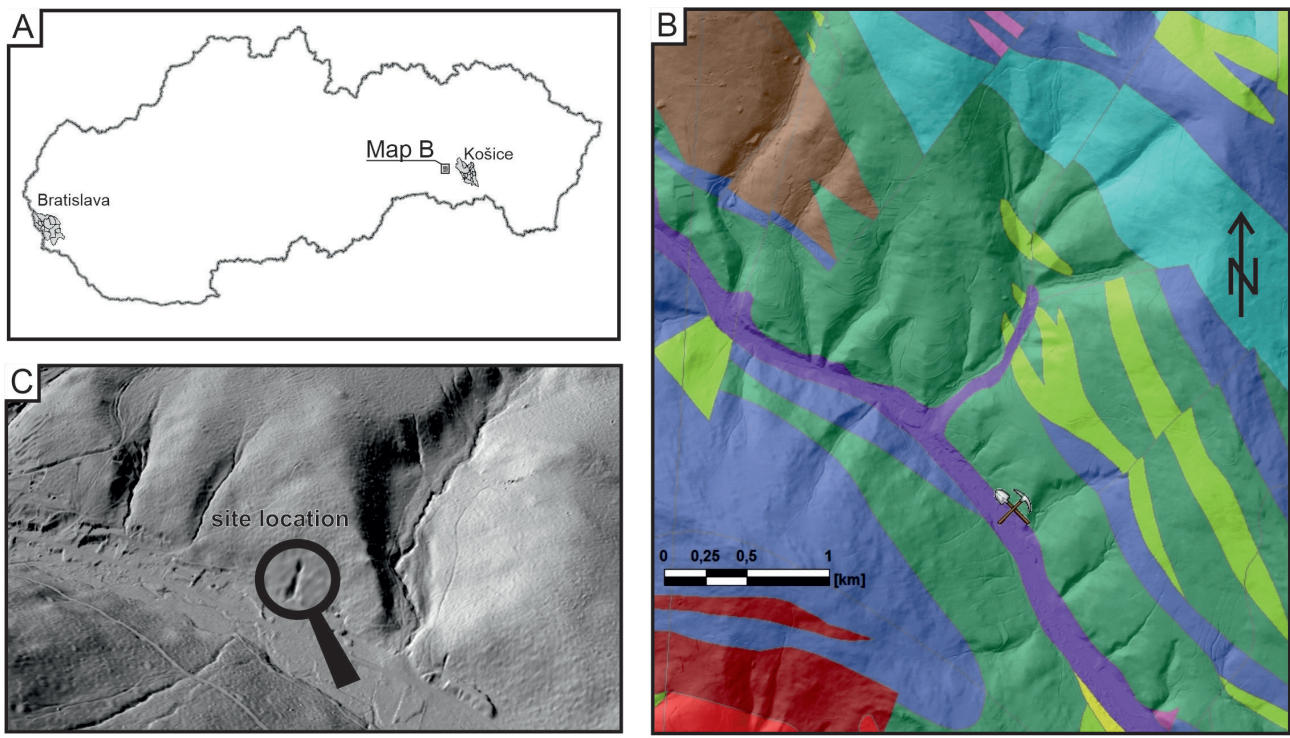 A
Map B
Košice
Bratislava
B
N
0 0,25 0,5 1
[km]
C
site location